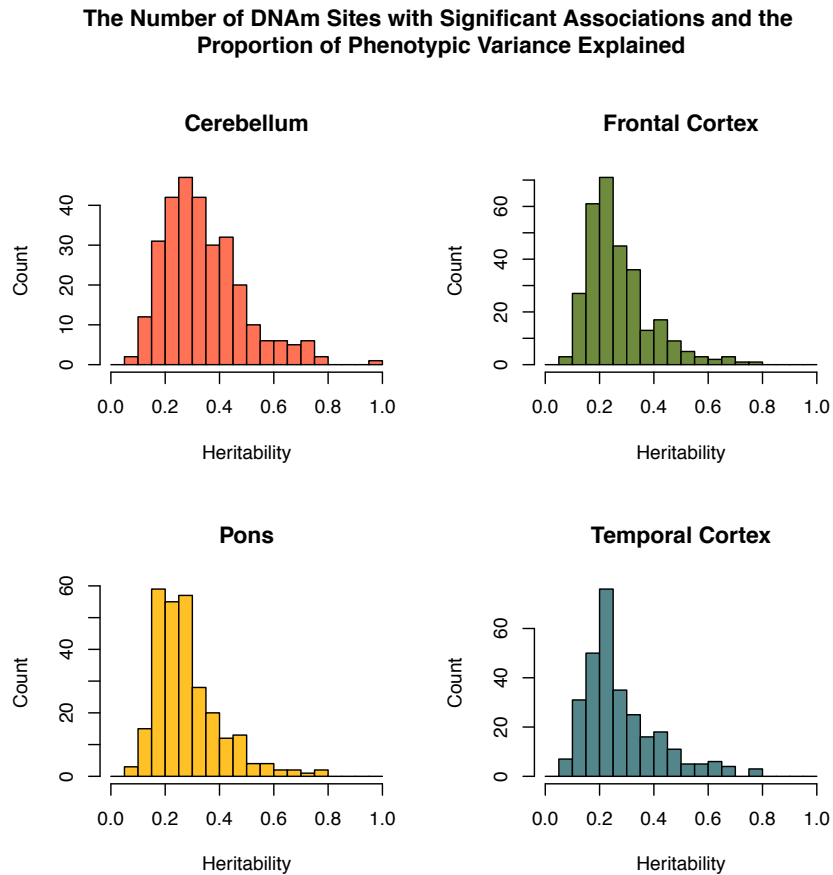 The Number of DNAm Sites with Significant Associations and the
Proportion of Phenotypic Variance Explained
Cerebellum
Count
40
30
20
10
0
0.0 0.2 0.4 0.6 0.8 1.0
Heritability
Frontal Cortex
Count
60
40
20
0
0.0 0.2 0.4 0.6 0.8 1.0
Heritability
Pons
Count
60
40
20
0
0.0 0.2 0.4 0.6 0.8 1.0
Heritability
Temporal Cortex
Count
60
40
20
0
0.0 0.2 0.4 0.6 0.8 1.0
Heritability